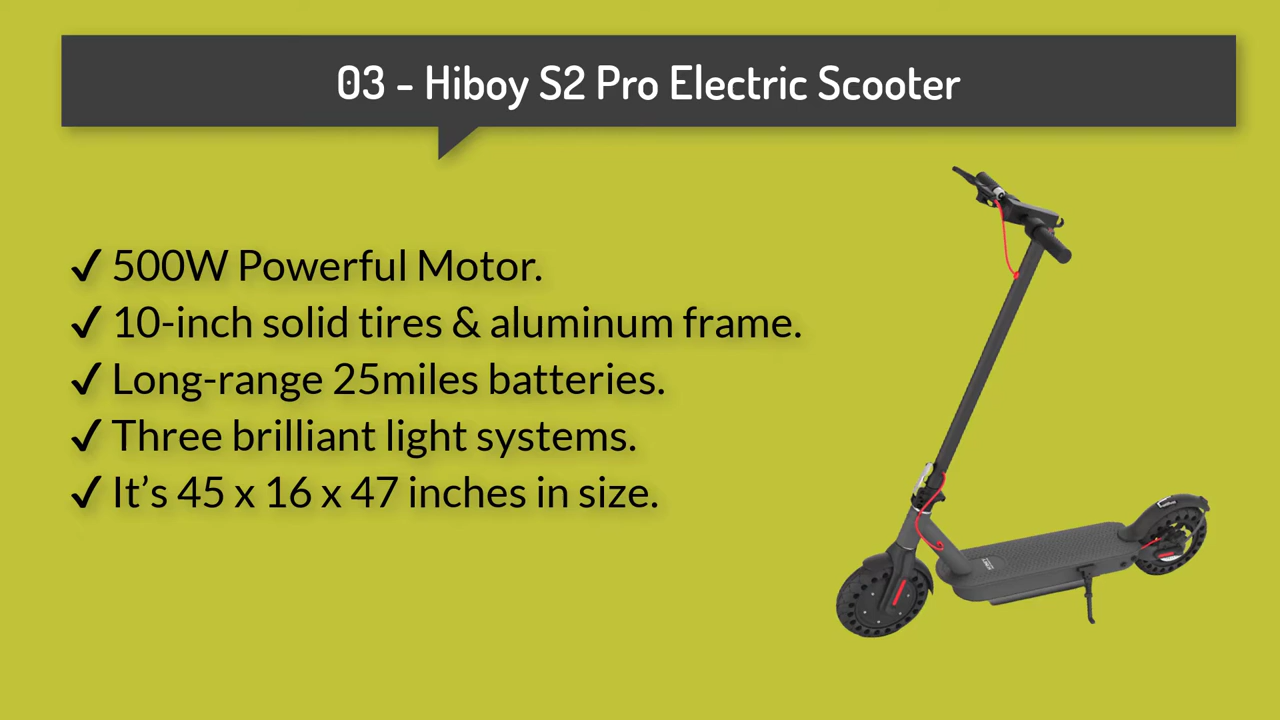 03 - Hiboy S2 Pro Electric Scooter
✓ 500W Powerful Motor.
✓ 10-inch solid tires & aluminum frame.
✓ Long-range 25miles batteries.
✓ Three brilliant light systems.
✓ It’s 45 x 16 x 47 inches in size.